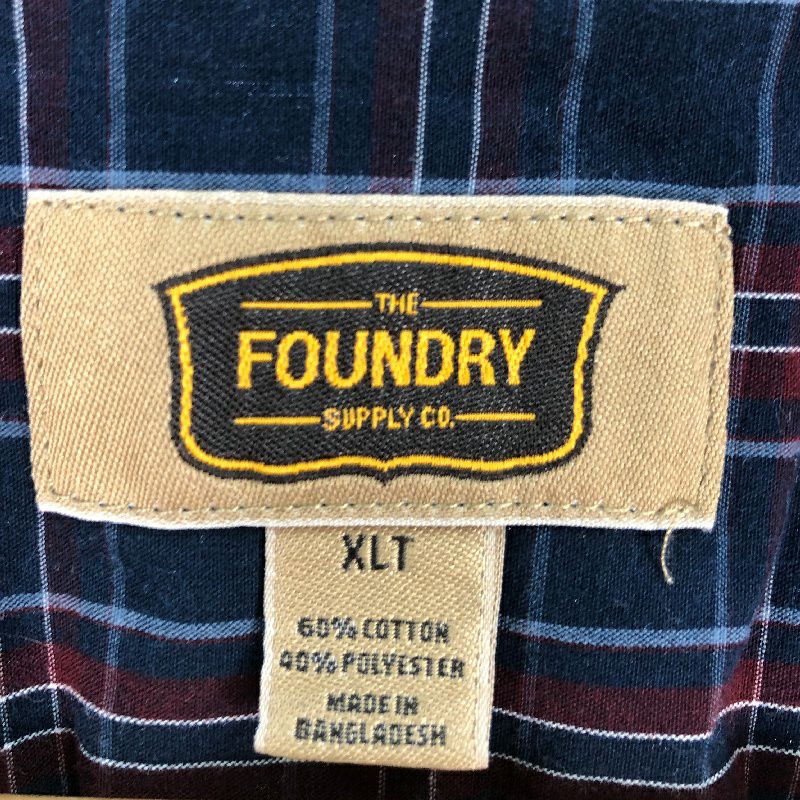 THE
FOUNDRY
SUPPLY CO.
XLT
60% COTTON
40% POLYESTER
MADE IN
BANGLADESH